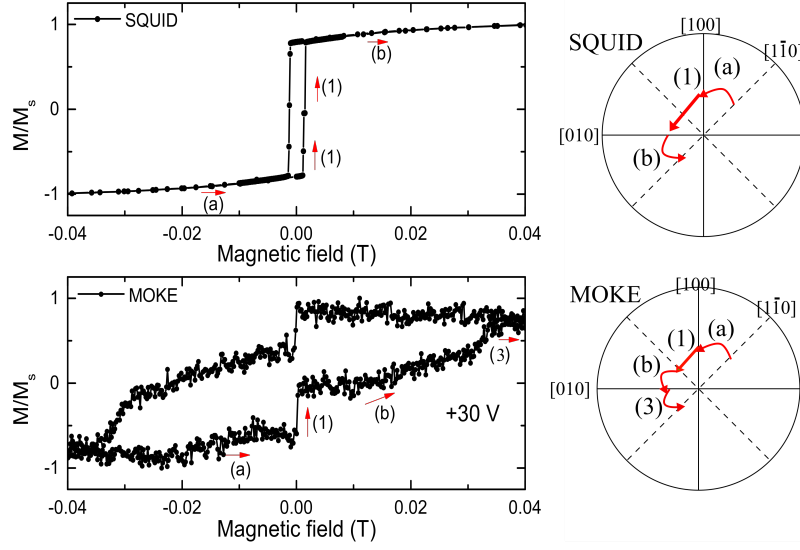 SQUID
M/Ms
1
0
-1
(b)
(1)
(1)
(a)
-0.04
-0.02
0.00
0.02
0.04
Magnetic field (T)
SQUID
[100]
[11̄0]
[010]
(1)
(a)
(b)
MOKE
M/Ms
1
0
-1
(3)
(b)
(1)
+30 V
(a)
-0.04
-0.02
0.00
0.02
0.04
Magnetic field (T)
MOKE
[100]
[11̄0]
[010]
(1)
(a)
(b)
(3)